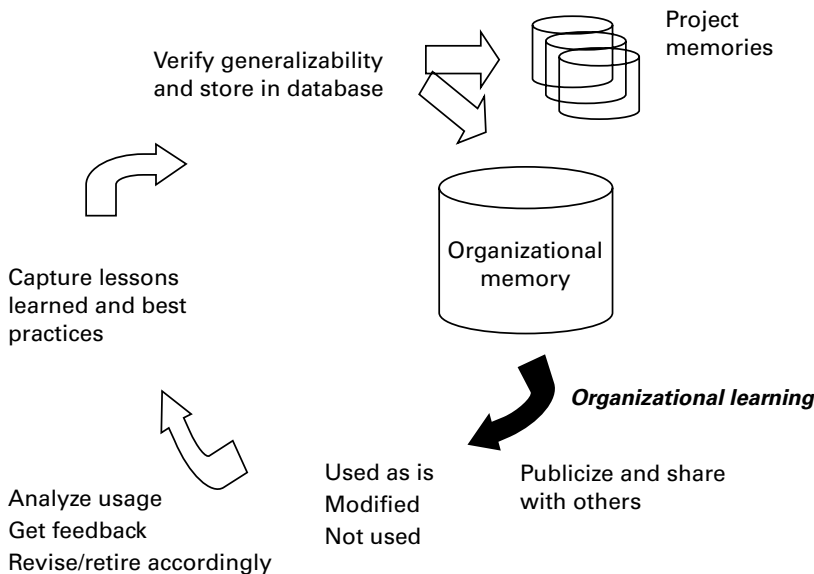 Project
memories
Verify generalizability
and store in database
Organizational
memory
Capture lessons
learned and best
practices
Organizational learning
Publicize and share
with others
Used as is
Modified
Not used
Analyze usage
Get feedback
Revise/retire accordingly